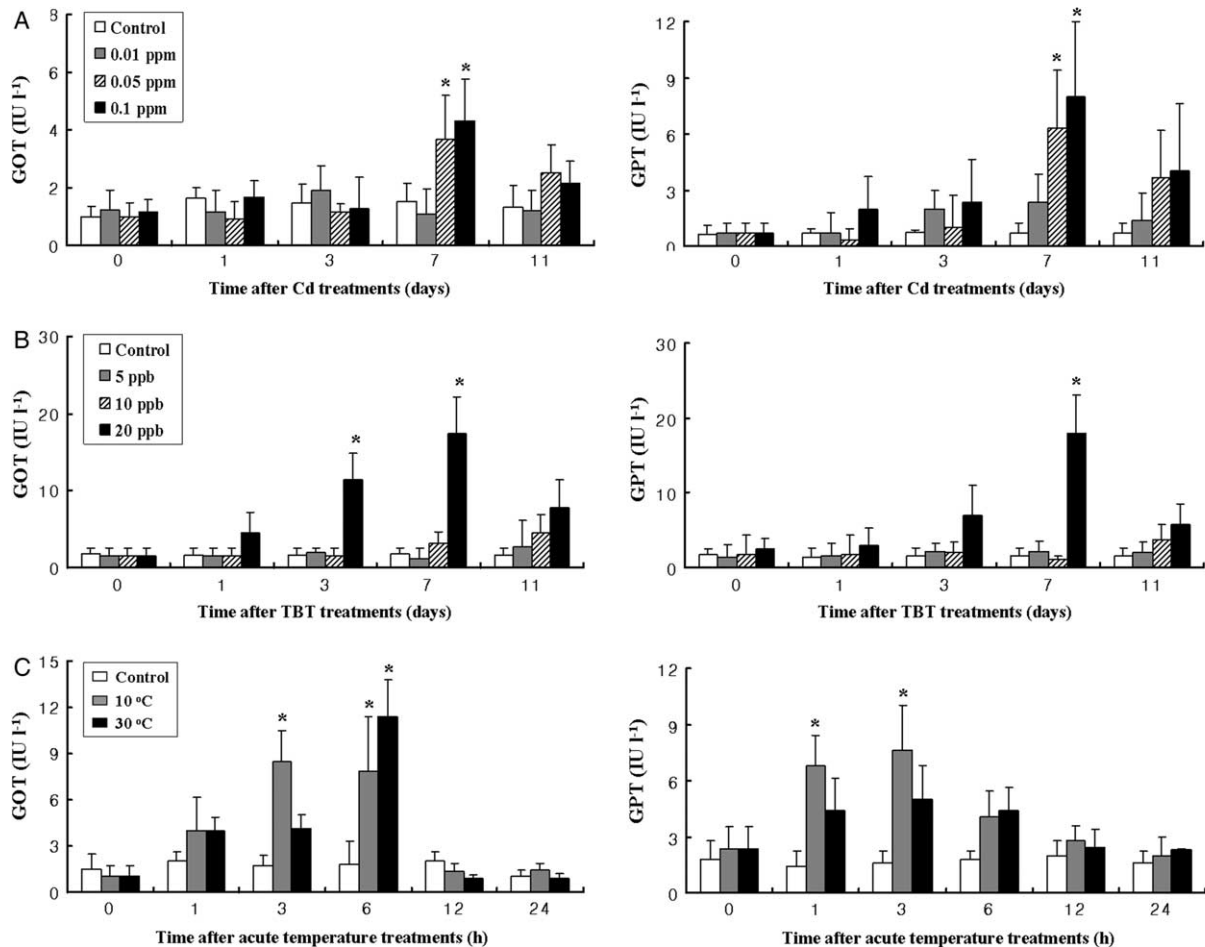 A
GOT (IU l⁻¹)
8
6
4
2
0
Control
0.01 ppm
0.05 ppm
0.1 ppm
* *
0 1 3 7 11
Time after Cd treatments (days)
GPT (IU l⁻¹)
12
9
6
3
0
* *
0 1 3 7 11
Time after Cd treatments (days)
B
GOT (IU l⁻¹)
30
20
10
0
Control
5 ppb
10 ppb
20 ppb
* *
0 1 3 7 11
Time after TBT treatments (days)
GPT (IU l⁻¹)
30
20
10
0
*
0 1 3 7 11
Time after TBT treatments (days)
C
GOT (IU l⁻¹)
15
12
9
6
3
0
Control
10 °C
30 °C
* * *
0 1 3 6 12 24
Time after acute temperature treatments (h)
GPT (IU l⁻¹)
12
9
6
3
0
* *
0 1 3 6 12 24
Time after acute temperature treatments (h)